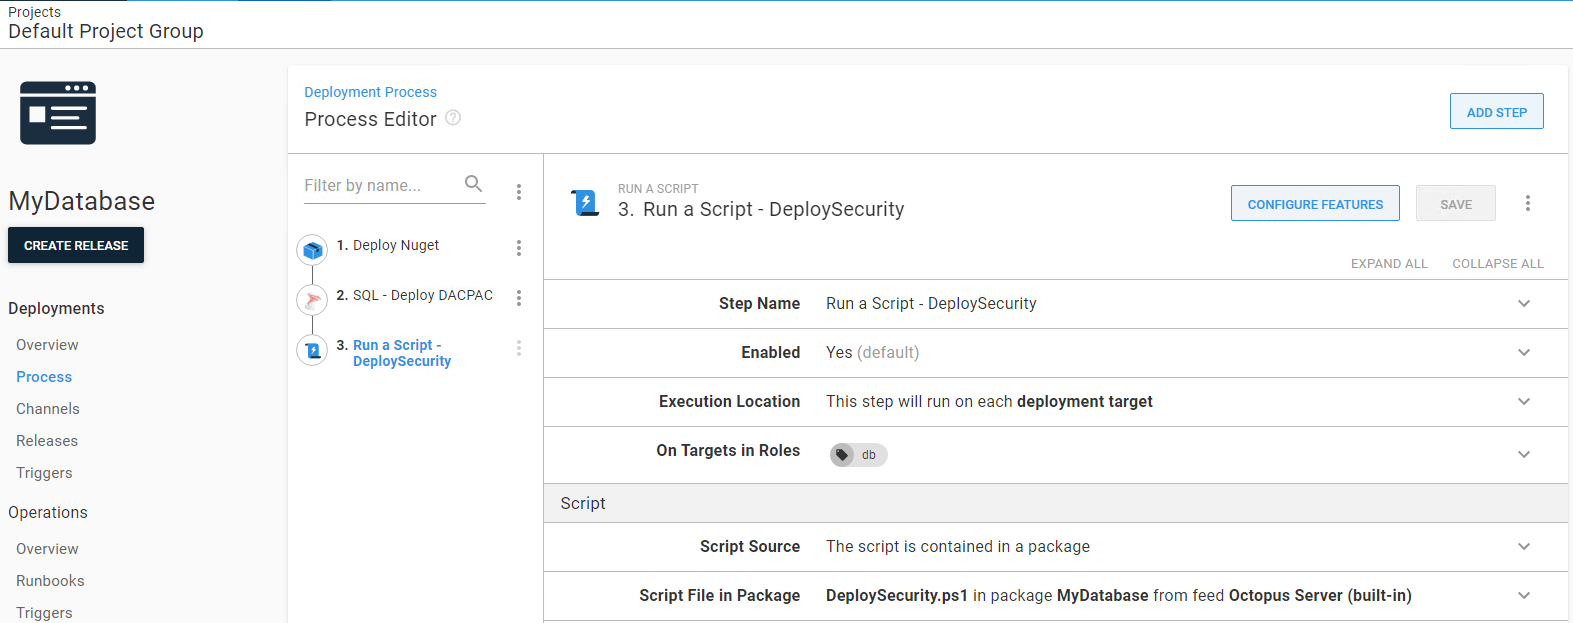 Projects
Default Project Group
MyDatabase
CREATE RELEASE
Deployments
Overview
Process
Channels
Releases
Triggers
Operations
Overview
Runbooks
Triggers
Deployment Process
Process Editor ?
ADD STEP
Filter by name...
1. Deploy Nuget
2. SQL - Deploy DACPAC
3. Run a Script -
DeploySecurity
RUN A SCRIPT
3. Run a Script - DeploySecurity
CONFIGURE FEATURES
SAVE
EXPAND ALL COLLAPSE ALL
Step Name Run a Script - DeploySecurity
Enabled Yes (default)
Execution Location This step will run on each deployment target
On Targets in Roles db
Script
Script Source The script is contained in a package
Script File in Package DeploySecurity.ps1 in package MyDatabase from feed Octopus Server (built-in)